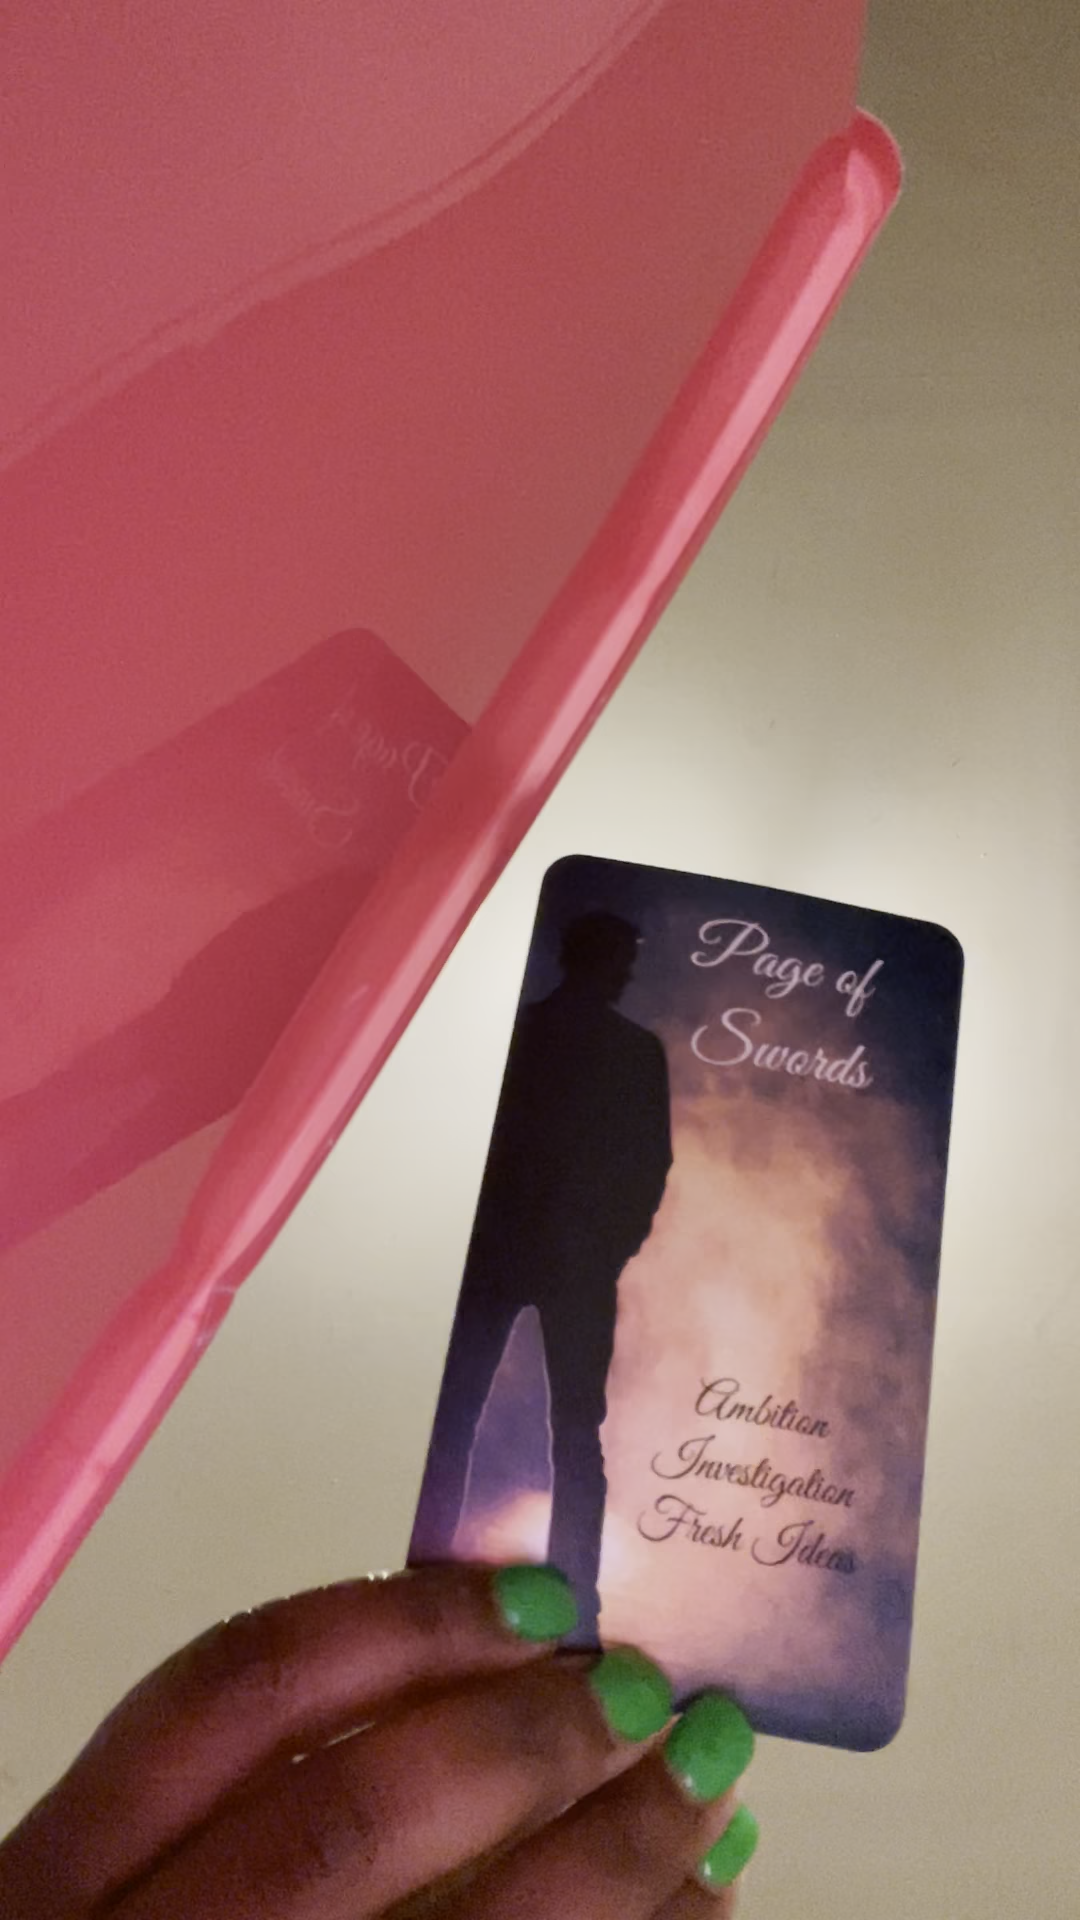 Page of
Swords
Ambition
Investigation
Fresh Ideas